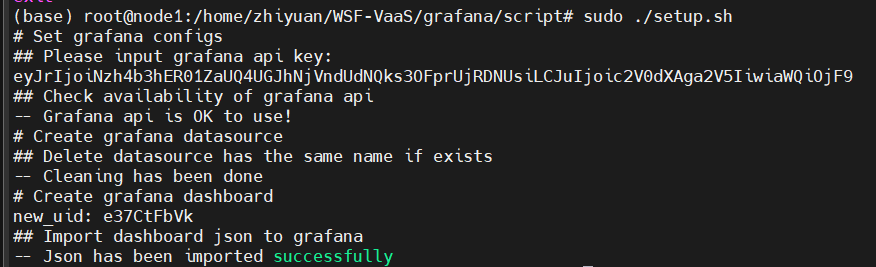 (base) root@node1:/home/zhiyuan/WSF-VaaS/grafana/script# sudo ./setup.sh
# Set grafana configs
## Please input grafana api key:
eyJrIjoiNzh4b3hER01ZaUQ4UGJhNjVndUdNQks3OFprUjRDNUsiLCJuIjoic2V0dXAga2V5IiwiaWQiOjF9
## Check availability of grafana api
-- Grafana api is OK to use!
# Create grafana datasource
## Delete datasource has the same name if exists
-- Cleaning has been done
# Create grafana dashboard
new_uid: e37CtFbVk
## Import dashboard json to grafana
-- Json has been imported successfully